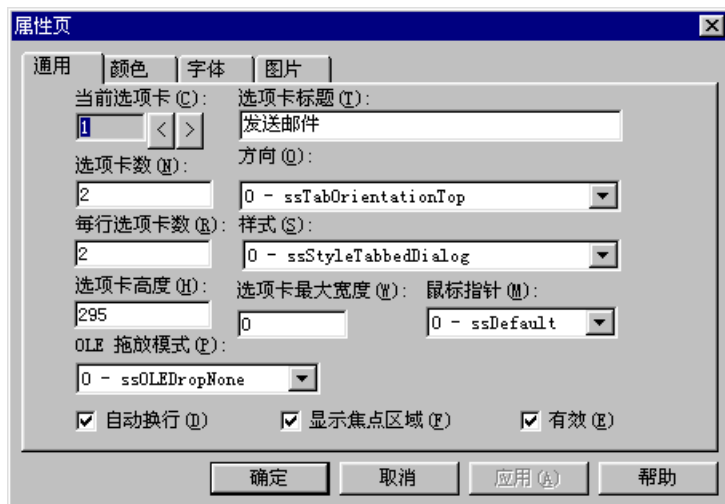 属性页
通用 颜色 字体 图片
当前选项卡(C): 选项卡标题(T):
1 < > 发送邮件
选项卡数(N): 方向(O):
2 0 - ssTabOrientationTop
每行选项卡数(R): 样式(S):
2 0 - ssStyleTabbedDialog
选项卡高度(H): 选项卡最大宽度(W): 鼠标指针(M):
295 0 0 - ssDefault
OLE 拖放模式(P):
0 - ssOLEDropNone
自动换行(D) 显示焦点区域(F) 有效(E)
确定 取消 应用(A) 帮助